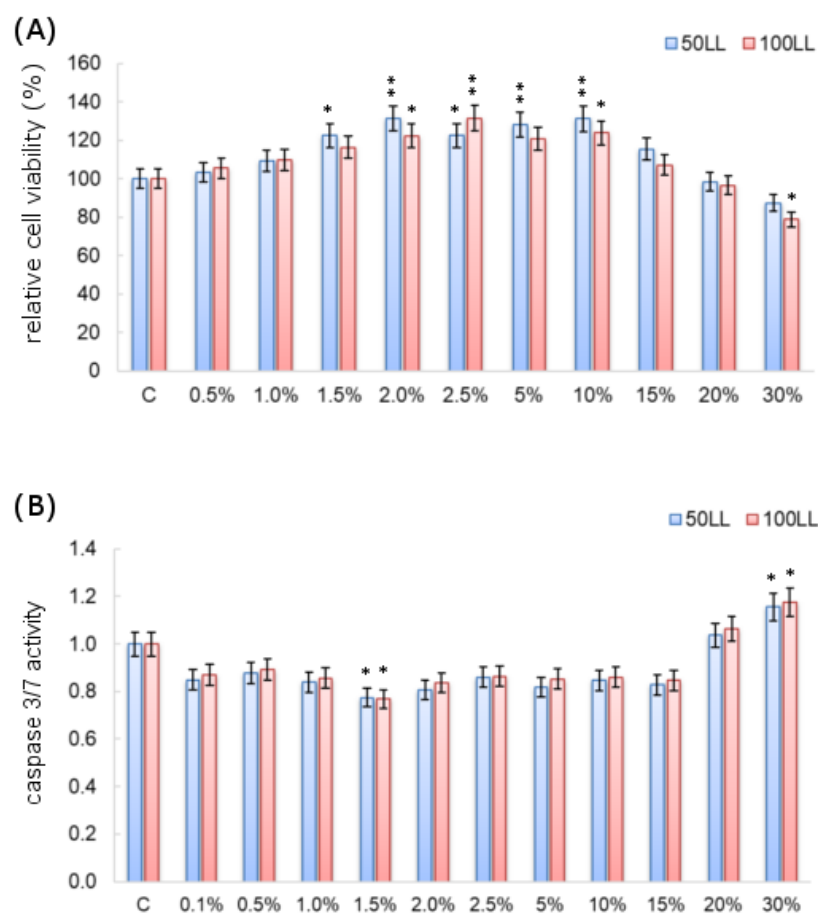 (A)
50LL 100LL
relative cell viability (%)
160
140
120
100
80
60
40
20
0
* ** * * ** ** ** * *
C 0.5% 1.0% 1.5% 2.0% 2.5% 5% 10% 15% 20% 30%
(B)
50LL 100LL
caspase 3/7 activity
1.4
1.2
1.0
0.8
0.6
0.4
0.2
0.0
* * * *
C 0.1% 0.5% 1.0% 1.5% 2.0% 2.5% 5% 10% 15% 20% 30%